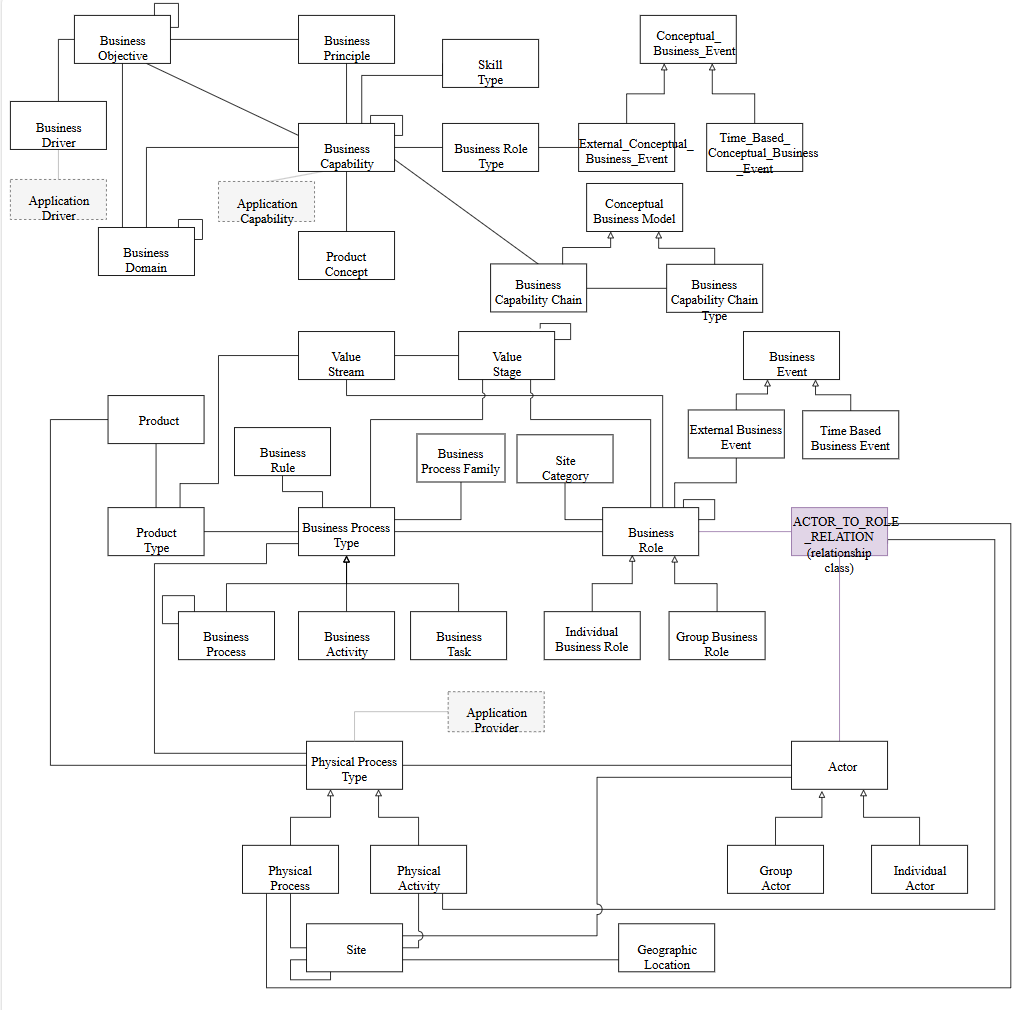 Business
Objective
Business
Principle
Skill
Type
Conceptual_
Business_Event
Business
Driver
Business
Capability
Business Role
Type
External_Conceptual_
Business_Event
Time_Based_
Conceptual_Business
_Event
Application
Driver
Application
Capability
Conceptual
Business Model
Business
Domain
Product
Concept
Business
Capability Chain
Business
Capability Chain
Type
Value
Stream
Value
Stage
Business
Event
Product
Business
Rule
Business
Process Family
Site
Category
External Business
Event
Time Based
Business Event
Product
Type
Business Process
Type
Business
Role
ACTOR_TO_ROLE
_RELATION
(relationship
class)
Business
Process
Business
Activity
Business
Task
Individual
Business Role
Group Business
Role
Application
Provider
Physical Process
Type
Actor
Physical
Process
Physical
Activity
Group
Actor
Individual
Actor
Site
Geographic
Location